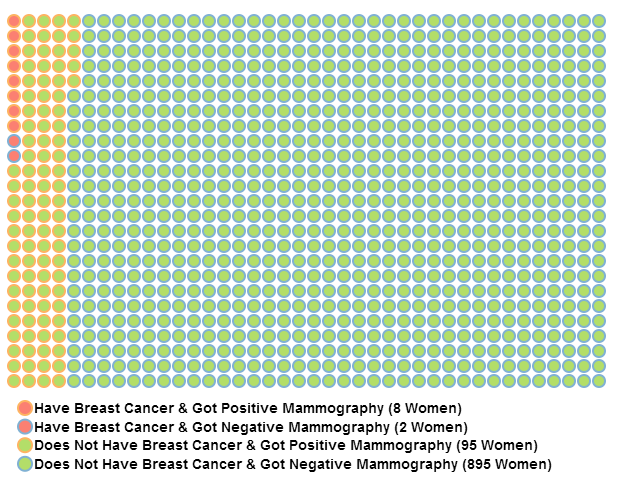 Have Breast Cancer & Got Positive Mammography (8 Women)
Have Breast Cancer & Got Negative Mammography (2 Women)
Does Not Have Breast Cancer & Got Positive Mammography (95 Women)
Does Not Have Breast Cancer & Got Negative Mammography (895 Women)